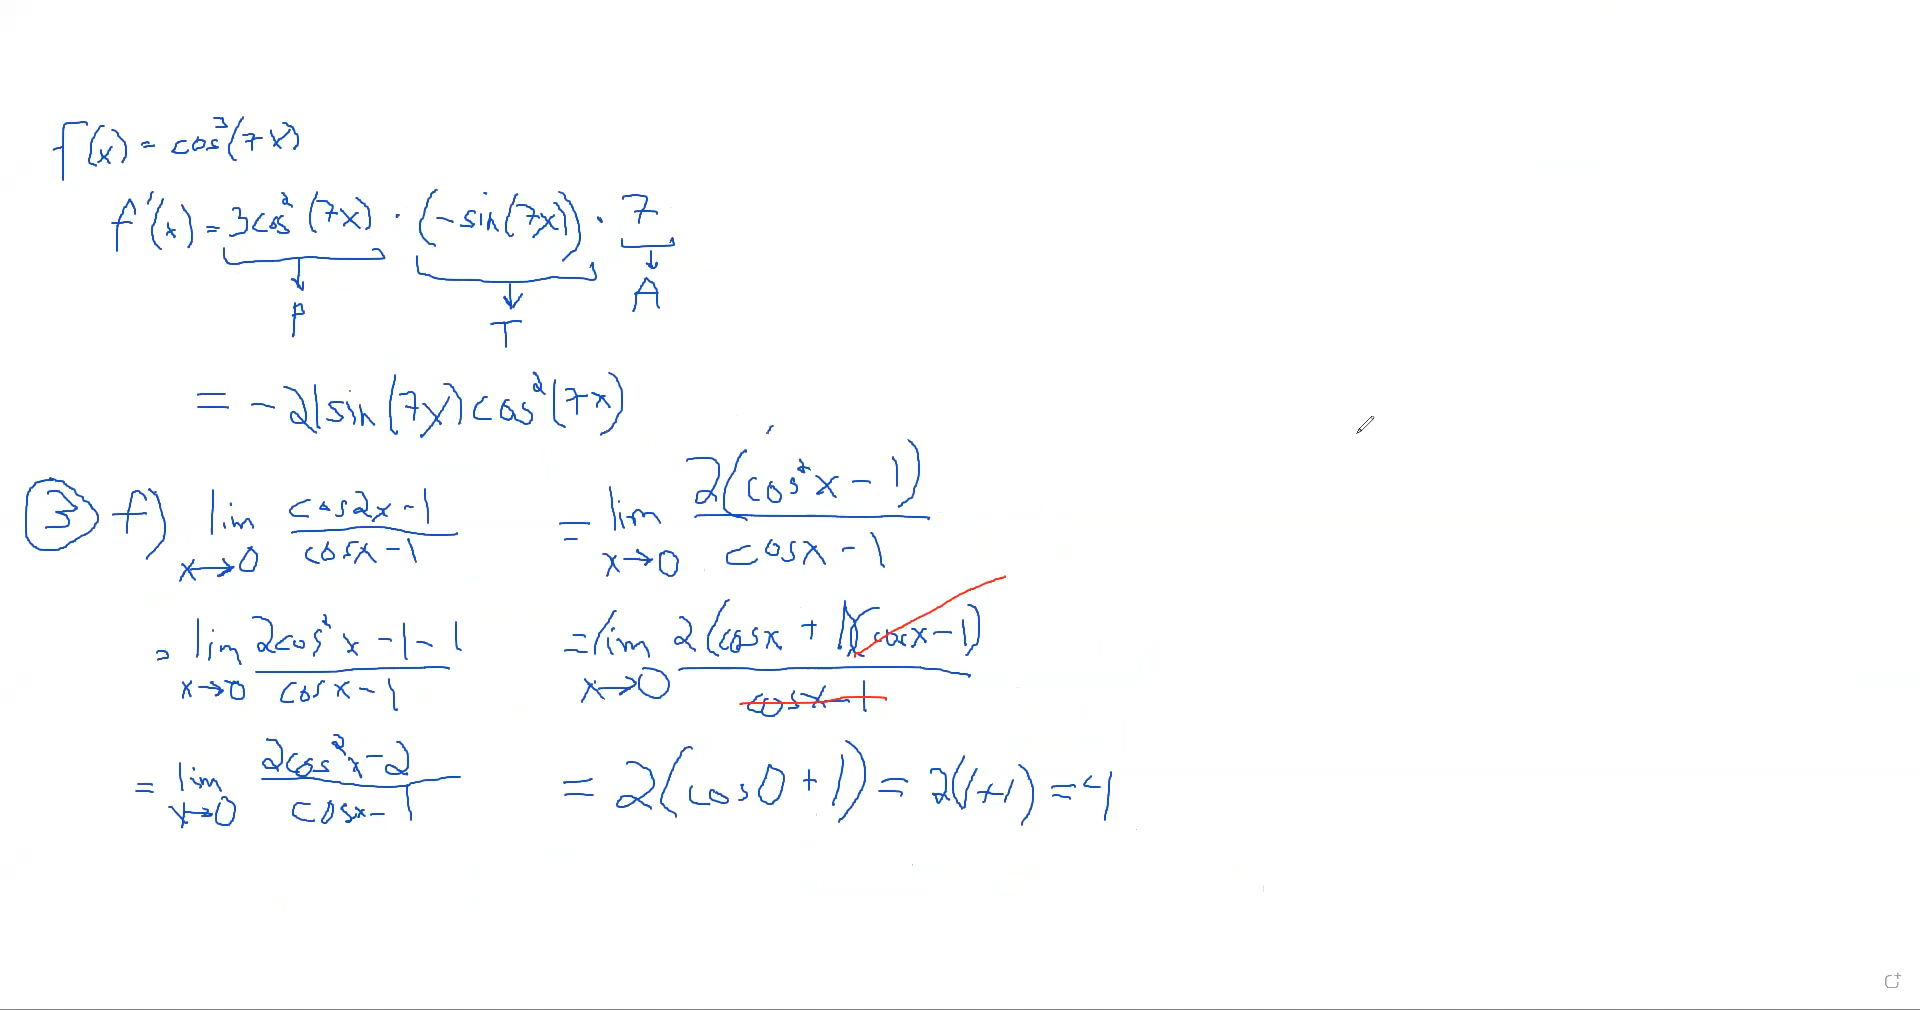 f(x) = cos³(7x)
f'(x) = 3cos²(7x) · (-sin(7x)) · 7
P T A
= -21sin(7x)cos²(7x)
③ f) lim x→0 (cos2x-1)/(cosx-1)
= lim x→0 (2cos²x-1-1)/(cosx-1)
= lim x→0 (2cos²x-2)/(cosx-1)
= lim x→0 2(cos²x-1)/(cosx-1)
= lim x→0 2(cosx+1)(cosx-1)/(cosx-1)
= 2(cos0+1) = 2(1+1) = 4